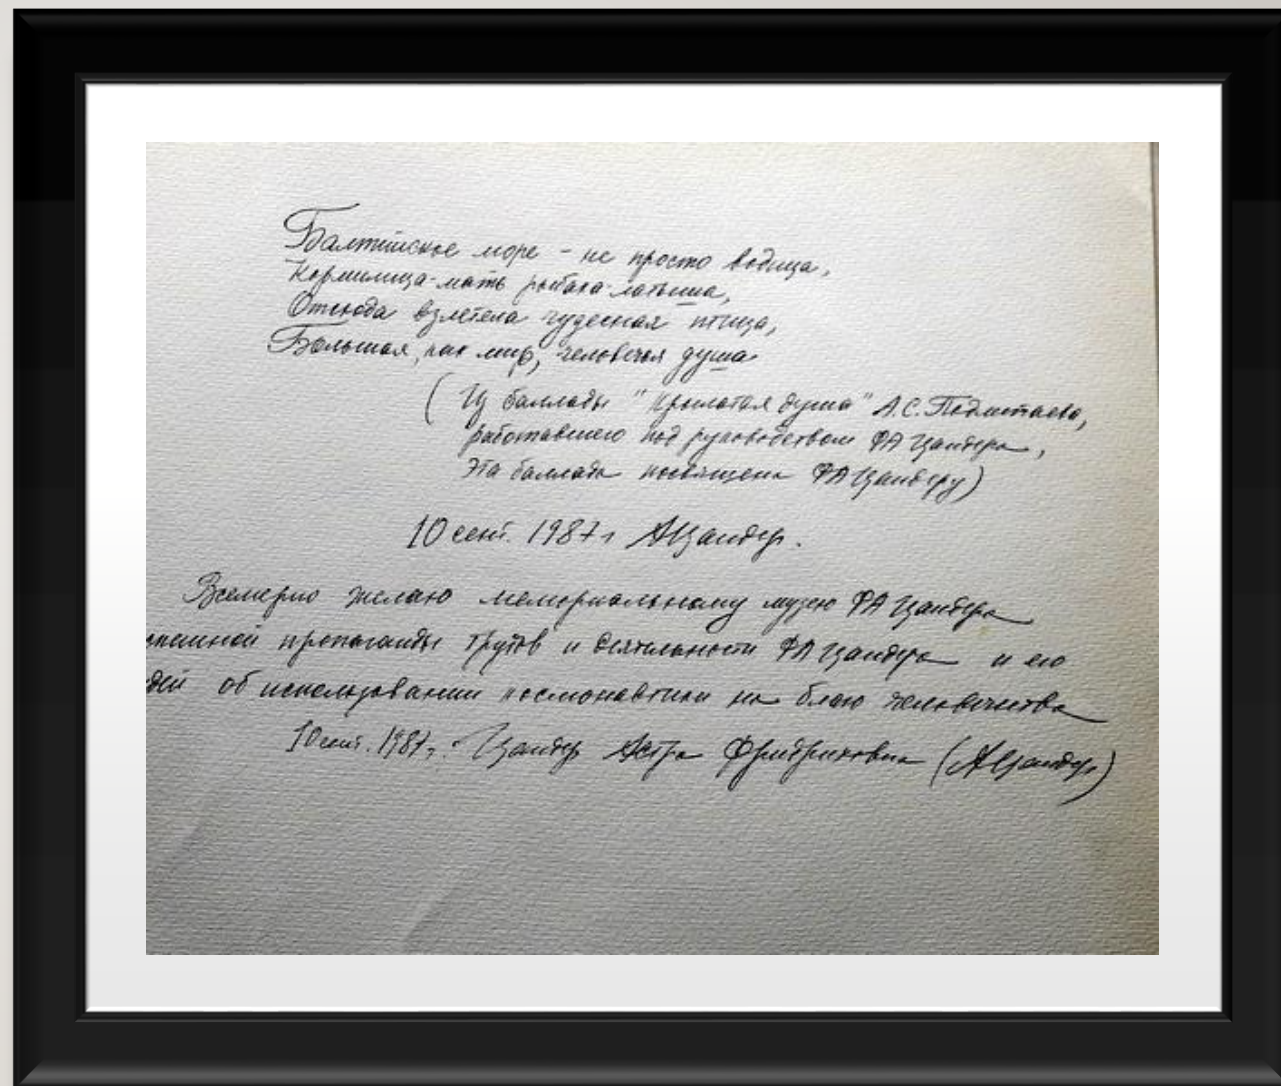 Балтийское море – не просто водица,
Кормилица-мать рыбака-латыша,
Отсюда взлетела чудесная птица,
Большая, как мир, человечья душа
(Из баллады "Крылатая душа" А.С.
работавшего под руководством ФА Цандера,
Эта баллада посвящена ФА Цандеру)
10 сент. 1987 г АЦандер.
Всемерно желаю мемориальному музею ФА Цандера
пропаганды трудов и деятельности ФА Цандера и его
дей об использовании космонавтики на благо человечества
10 сент. 1987 г. Цандер Астра Фридриховна (АЦандер)